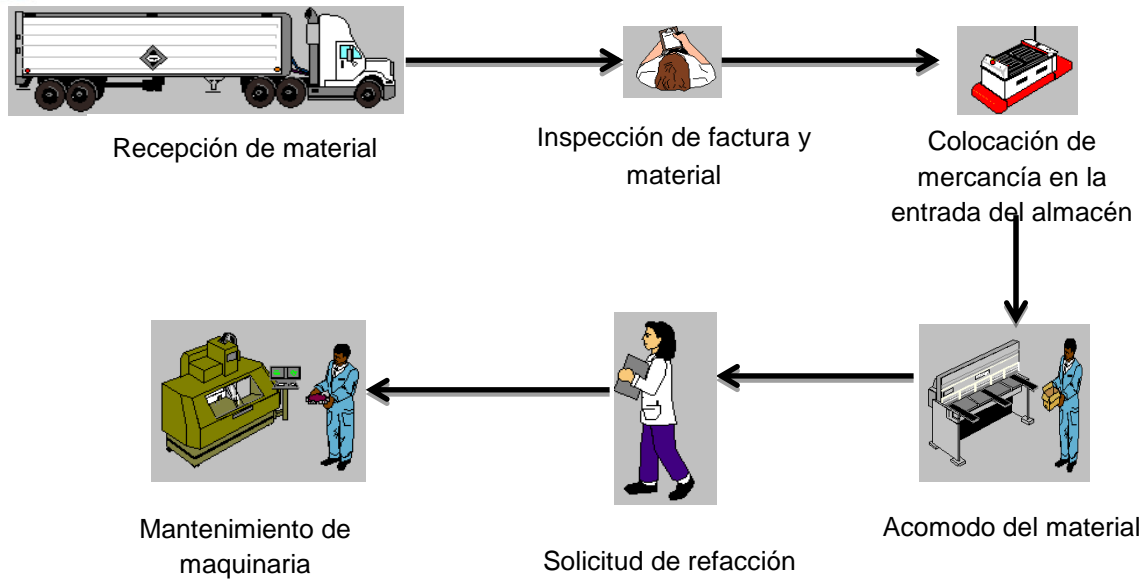 Recepción de material
Inspección de factura y
material
Colocación de
mercancía en la
entrada del almacén
Mantenimiento de
maquinaria
Solicitud de refacción
Acomodo del material